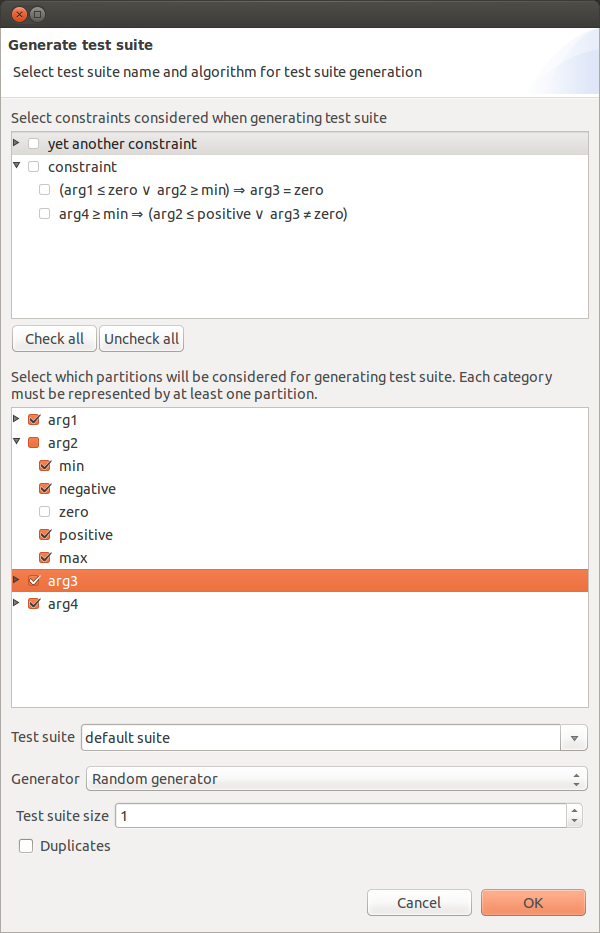 Generate test suite
Select test suite name and algorithm for test suite generation
Select constraints considered when generating test suite
yet another constraint
constraint
(arg1 ≤ zero ∨ arg2 ≥ min) ⇒ arg3 = zero
arg4 ≥ min ⇒ (arg2 ≤ positive ∨ arg3 ≠ zero)
Check all Uncheck all
Select which partitions will be considered for generating test suite. Each category
must be represented by at least one partition.
arg1
arg2
min
negative
zero
positive
max
arg3
arg4
Test suite default suite
Generator Random generator
Test suite size 1
Duplicates
Cancel OK